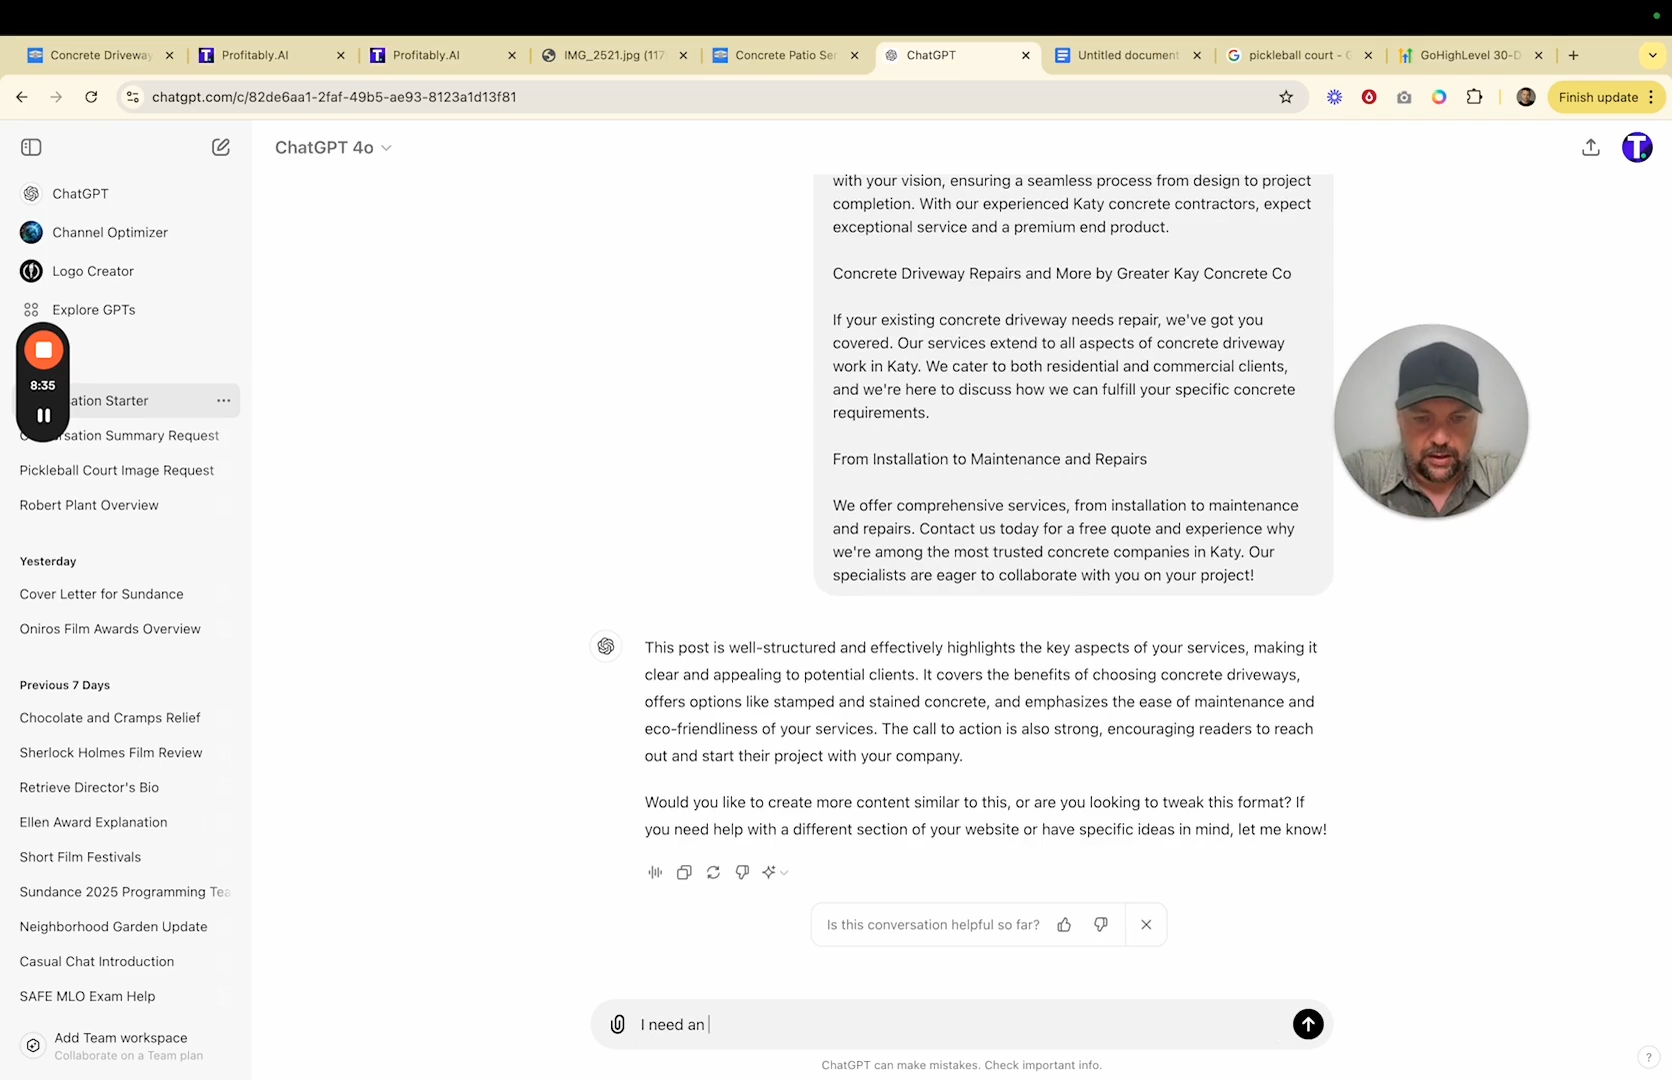 Concrete Driveway
Profitably.AI
Profitably.AI
IMG_2521.jpg (117
Concrete Patio Ser
ChatGPT
Untitled document
pickleball court - G
GoHighLevel 30-D
chatgpt.com/c/82de6aa1-2faf-49b5-ae93-8123a1d13f81
Finish update
ChatGPT 4o
T
ChatGPT
Channel Optimizer
Logo Creator
Explore GPTs
8:35
ation Starter
Conversation Summary Request
Pickleball Court Image Request
Robert Plant Overview
Yesterday
Cover Letter for Sundance
Oniros Film Awards Overview
Previous 7 Days
Chocolate and Cramps Relief
Sherlock Holmes Film Review
Retrieve Director's Bio
Ellen Award Explanation
Short Film Festivals
Sundance 2025 Programming Tea
Neighborhood Garden Update
Casual Chat Introduction
SAFE MLO Exam Help
Add Team workspace
Collaborate on a Team plan
with your vision, ensuring a seamless process from design to project
completion. With our experienced Katy concrete contractors, expect
exceptional service and a premium end product.
Concrete Driveway Repairs and More by Greater Kay Concrete Co
If your existing concrete driveway needs repair, we've got you
covered. Our services extend to all aspects of concrete driveway
work in Katy. We cater to both residential and commercial clients,
and we're here to discuss how we can fulfill your specific concrete
requirements.
From Installation to Maintenance and Repairs
We offer comprehensive services, from installation to maintenance
and repairs. Contact us today for a free quote and experience why
we're among the most trusted concrete companies in Katy. Our
specialists are eager to collaborate with you on your project!
This post is well-structured and effectively highlights the key aspects of your services, making it
clear and appealing to potential clients. It covers the benefits of choosing concrete driveways,
offers options like stamped and stained concrete, and emphasizes the ease of maintenance and
eco-friendliness of your services. The call to action is also strong, encouraging readers to reach
out and start their project with your company.
Would you like to create more content similar to this, or are you looking to tweak this format? If
you need help with a different section of your website or have specific ideas in mind, let me know!
Is this conversation helpful so far?
I need an
ChatGPT can make mistakes. Check important info.
?